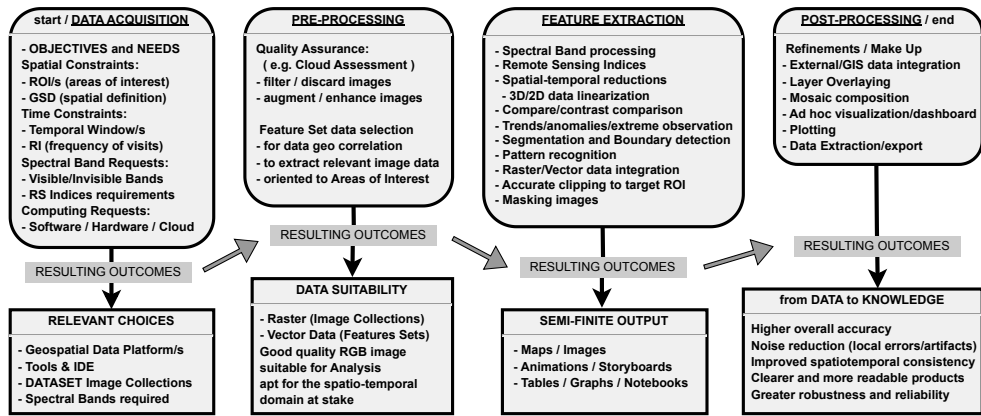 start / DATA ACQUISITION
- OBJECTIVES and NEEDS
Spatial Constraints:
- ROI/s (areas of interest)
- GSD (spatial definition)
Time Constraints:
- Temporal Window/s
- RI (frequency of visits)
Spectral Band Requests:
- Visible/Invisible Bands
- RS Indices requirements
Computing Requests:
- Software / Hardware / Cloud
RESULTING OUTCOMES
RELEVANT CHOICES
- Geospatial Data Platform/s
- Tools & IDE
- DATASET Image Collections
- Spectral Bands required
PRE-PROCESSING
Quality Assurance:
( e.g. Cloud Assessment )
- filter / discard images
- augment / enhance images
Feature Set data selection
- for data geo correlation
- to extract relevant image data
- oriented to Areas of Interest
RESULTING OUTCOMES
DATA SUITABILITY
- Raster (Image Collections)
- Vector Data (Features Sets)
Good quality RGB image
suitable for Analysis
apt for the spatio-temporal
domain at stake
FEATURE EXTRACTION
- Spectral Band processing
- Remote Sensing Indices
- Spatial-temporal reductions
- 3D/2D data linearization
- Compare/contrast comparison
- Trends/anomalies/extreme observation
- Segmentation and Boundary detection
- Pattern recognition
- Raster/Vector data integration
- Accurate clipping to target ROI
- Masking images
RESULTING OUTCOMES
SEMI-FINITE OUTPUT
- Maps / Images
- Animations / Storyboards
- Tables / Graphs / Notebooks
POST-PROCESSING / end
Refinements / Make Up
- External/GIS data integration
- Layer Overlaying
- Mosaic composition
- Ad hoc visualization/dashboard
- Plotting
- Data Extraction/export
RESULTING OUTCOMES
from DATA to KNOWLEDGE
Higher overall accuracy
Noise reduction (local errors/artifacts)
Improved spatiotemporal consistency
Clearer and more readable products
Greater robustness and reliability